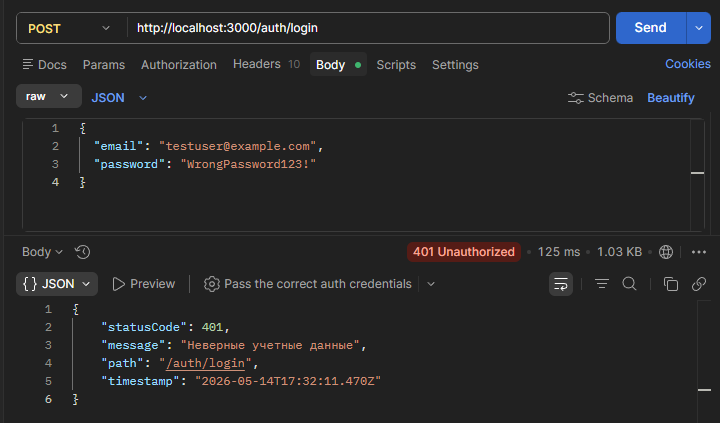 POST http://localhost:3000/auth/login Send
Docs Params Authorization Headers 10 Body Scripts Settings Cookies
raw JSON Schema Beautify
1 {
2 "email": "testuser@example.com",
3 "password": "WrongPassword123!"
4 }
Body 401 Unauthorized • 125 ms • 1.03 KB •
{} JSON Preview Pass the correct auth credentials
1 {
2 "statusCode": 401,
3 "message": "Неверные учетные данные",
4 "path": "/auth/login",
5 "timestamp": "2026-05-14T17:32:11.470Z"
6 }